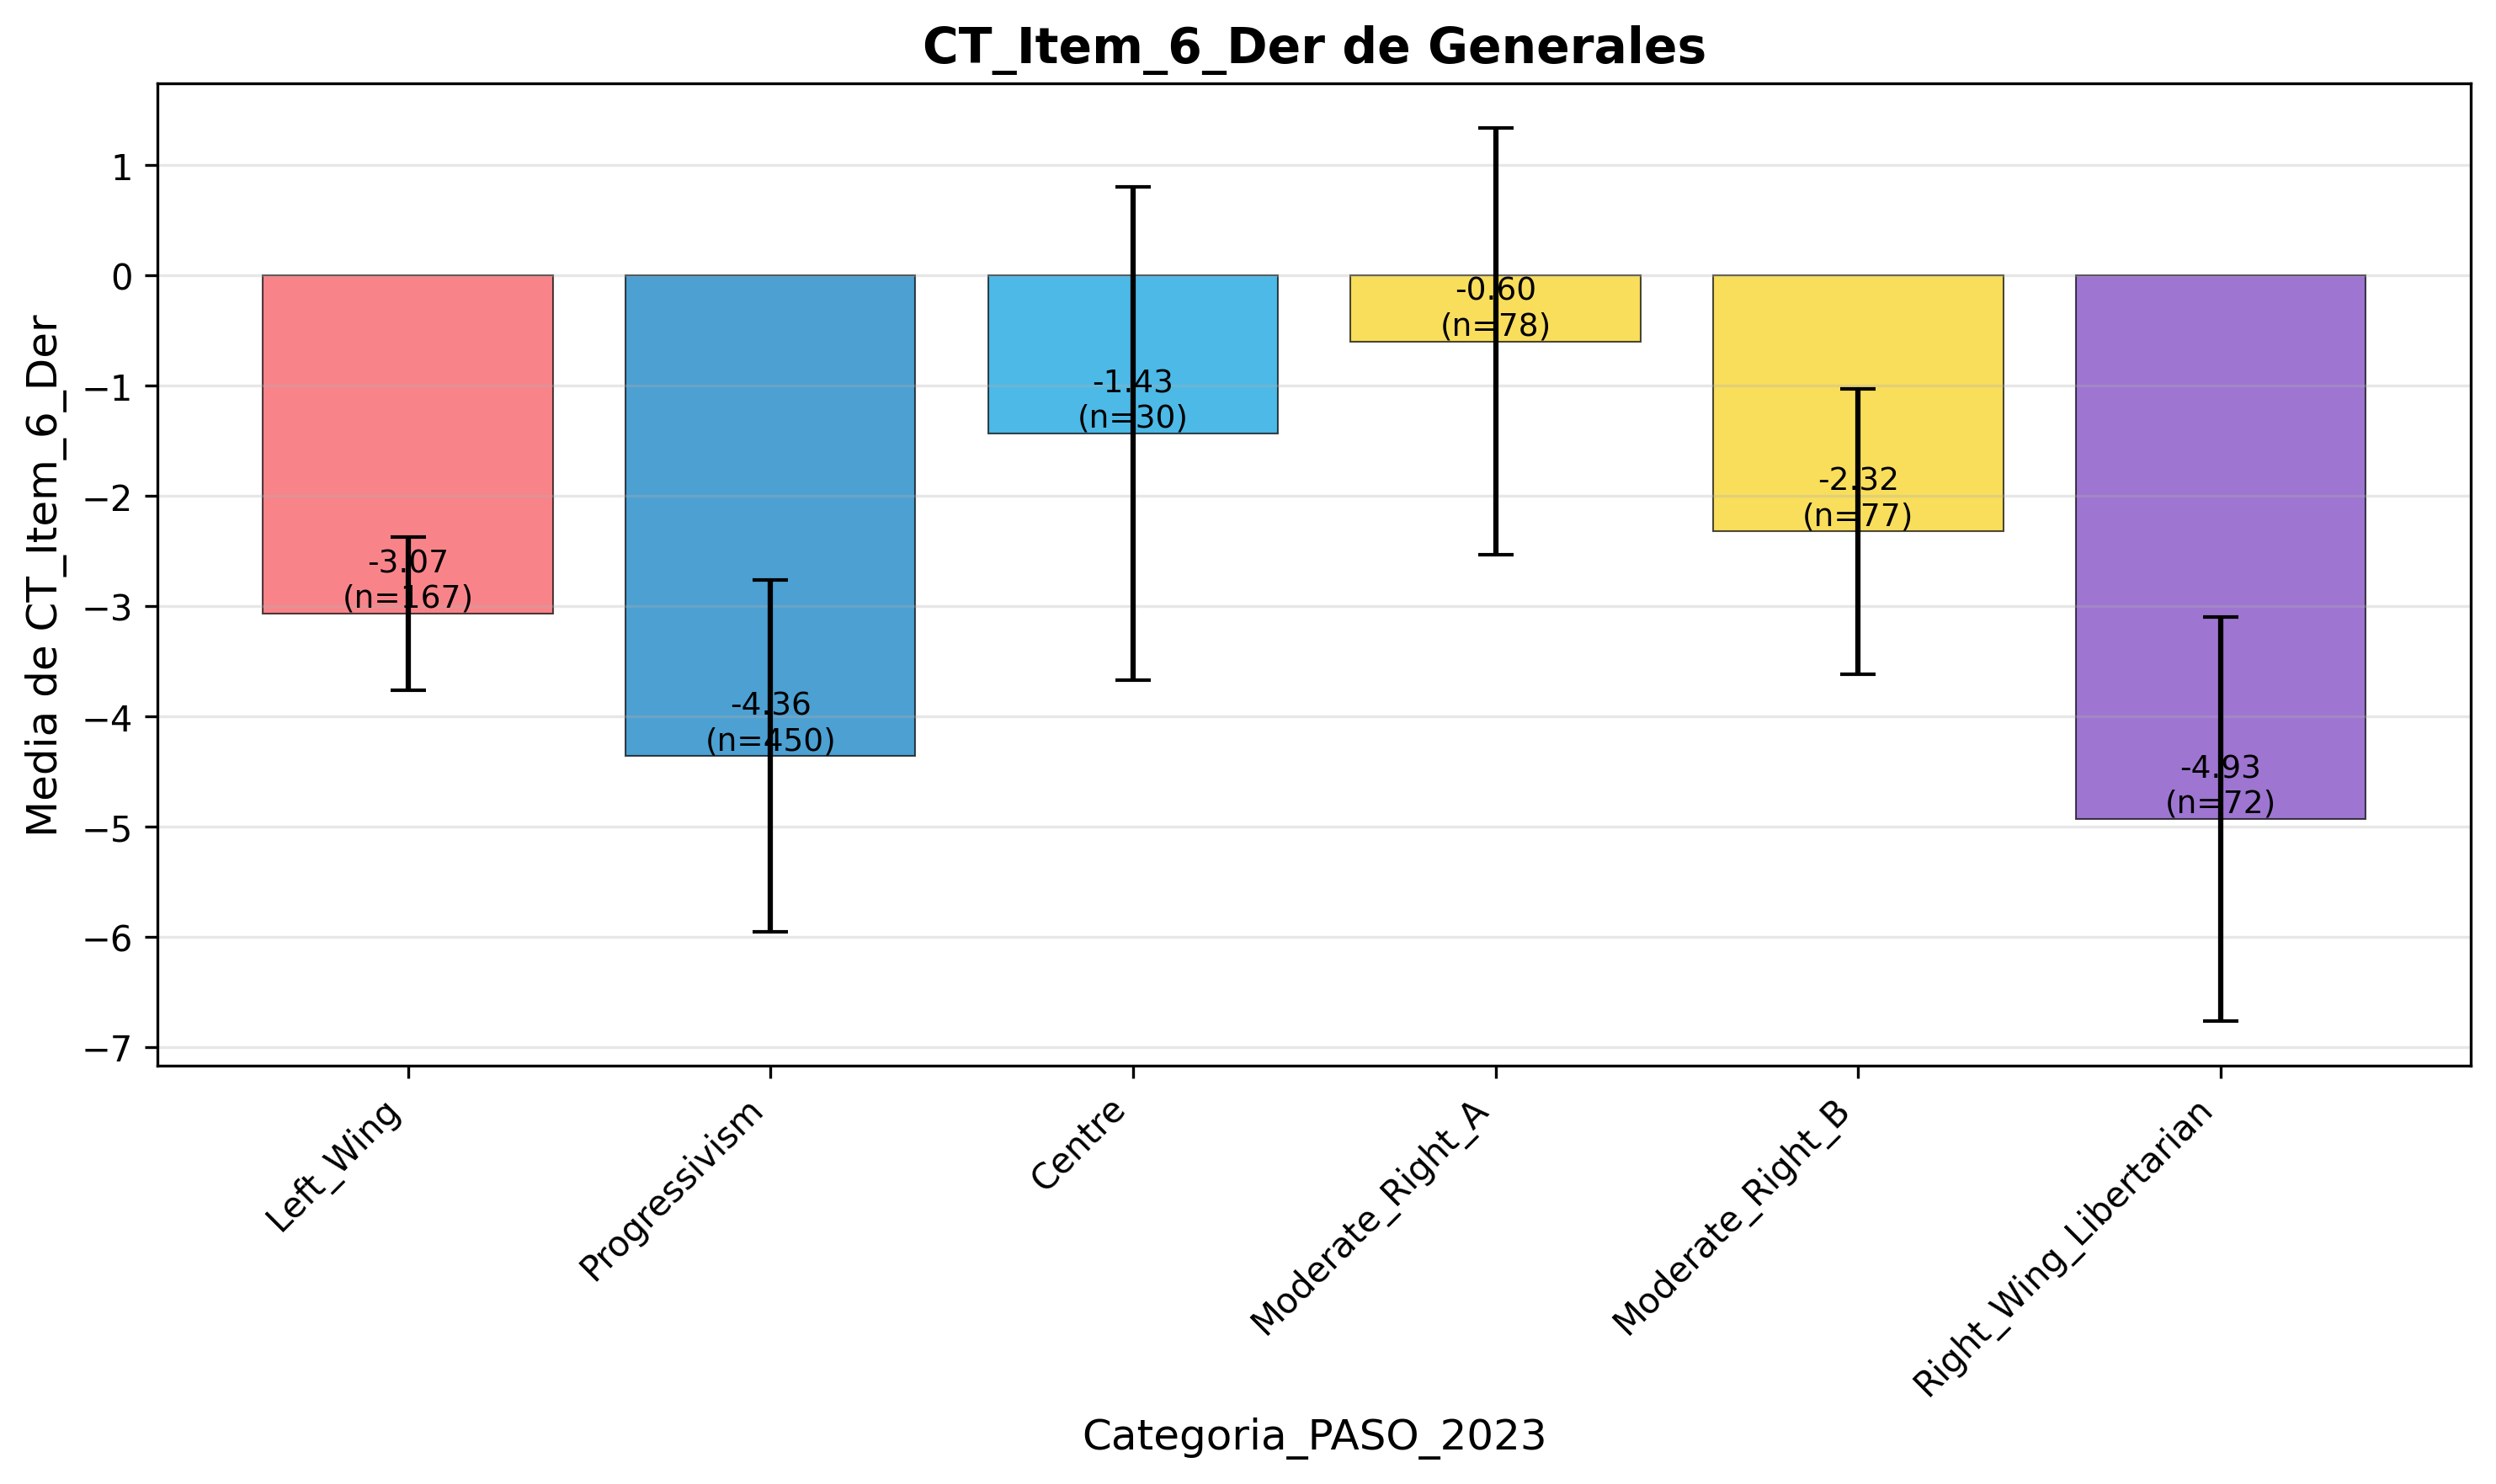 CT_Item_6_Der de Generales
Media de CT_Item_6_Der
1
0
−1
−2
−3
−4
−5
−6
−7
-3.07
(n=167)
-4.36
(n=450)
-1.43
(n=30)
-0.60
(n=78)
-2.32
(n=77)
-4.93
(n=72)
Left_Wing
Progressivism
Centre
Moderate_Right_A
Moderate_Right_B
Right_Wing_Libertarian
Categoria_PASO_2023